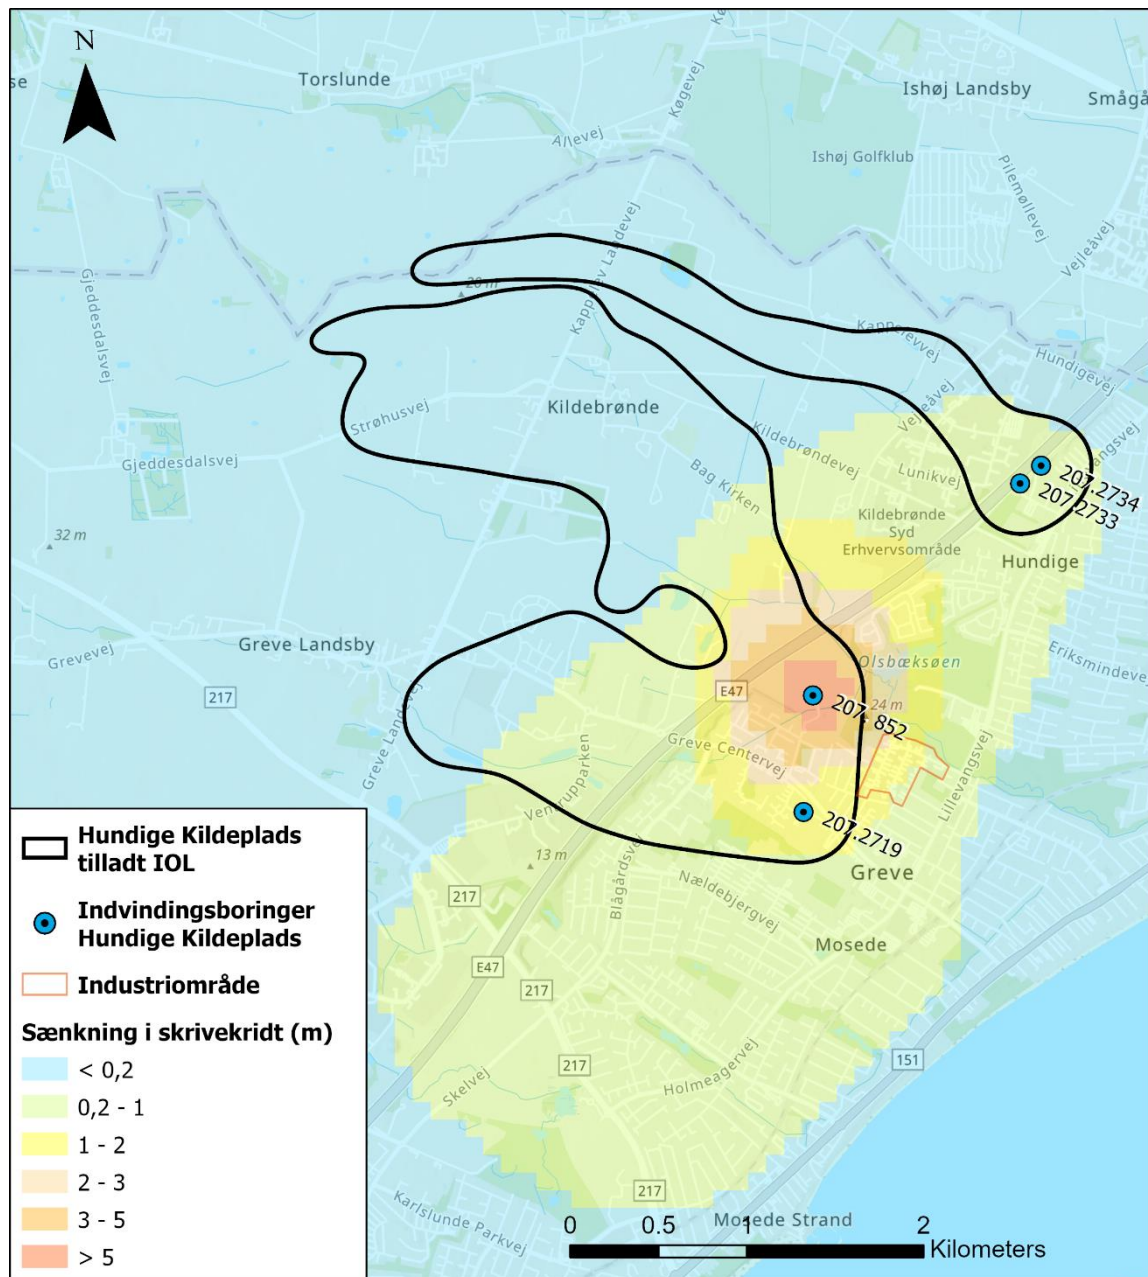 N
se
Torslunde
Køgevej
Allevej
Ishøj Landsby
Smågå
Ishøj Golfklub
Pilemøllevej
Vejleåvej
Gjeddesdalsvej
20 m
Kappelev Landevej
Kappelevvej
Hundigevej
Kildebrønde
Strøhusvej
Vejleåvej
Kildebrøndevej
Gjeddesdalsvej
Bag Kirken
Lunikvej
angsvej
207.2734
207.2733
Kildebrønde
Syd
Erhvervsområde
32 m
Hundige
Grevevej
Greve Landsby
Olsbæksøen
Eriksmindevej
217
E47
24 m
207. 852
Greve Centervej
Lillevangsvej
Ventrupparken
207.2719
13 m
Blågårdsvej
Greve
217
Nældebjergvej
Mosede
E47
217
151
217
Holmeagervej
Skelvej
217
Karlslunde Parkvej
Mosede Strand
0 0.5 1 2
Kilometers
Hundige Kildeplads
tilladt IOL
Indvindingsboringer
Hundige Kildeplads
Industriområde
Sænkning i skrivekridt (m)
< 0,2
0,2 - 1
1 - 2
2 - 3
3 - 5
> 5